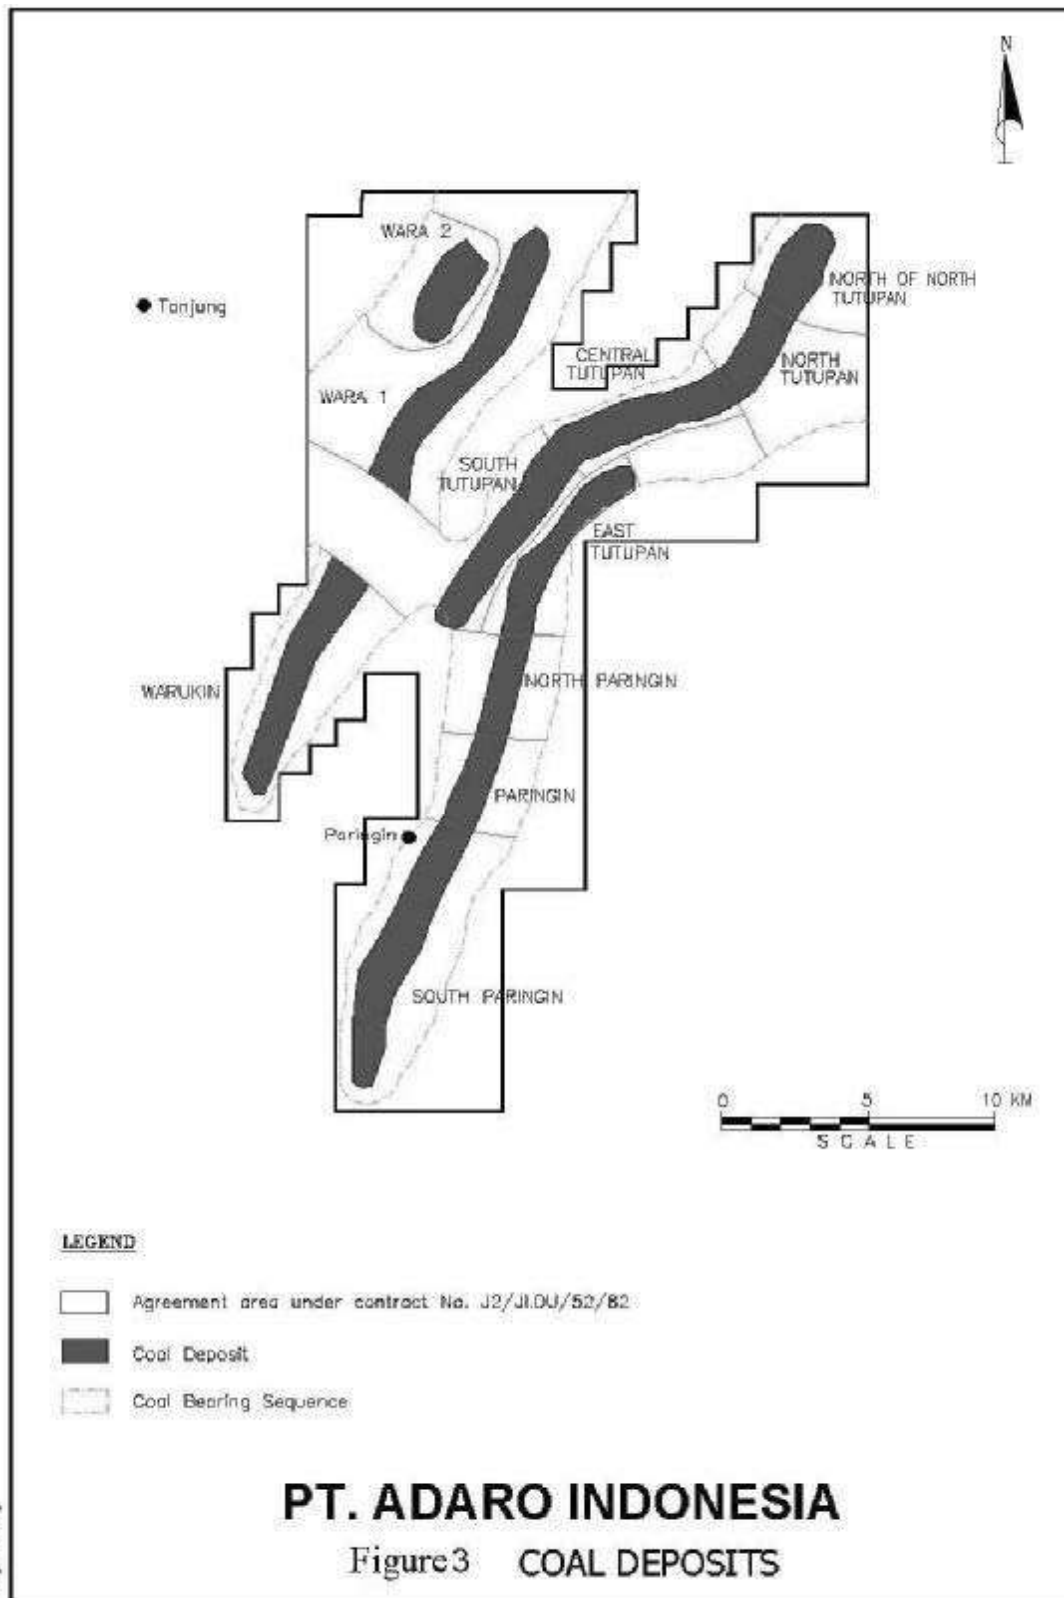 N
WARA 2
Tanjung
NORTH OF NORTH
TUTUPAN
CENTRAL
TUTUPAN
NORTH
TUTUPAN
WARA 1
SOUTH
TUTUPAN
EAST
TUTUPAN
WARUKIN
NORTH PARINGIN
PARINGIN
Paringin
SOUTH PARINGIN
0 5 10 KM
SCALE
LEGEND
Agreement area under contract No. J2/JI.DU/52/82
Coal Deposit
Coal Bearing Sequence
PT. ADARO INDONESIA
Figure 3 COAL DEPOSITS